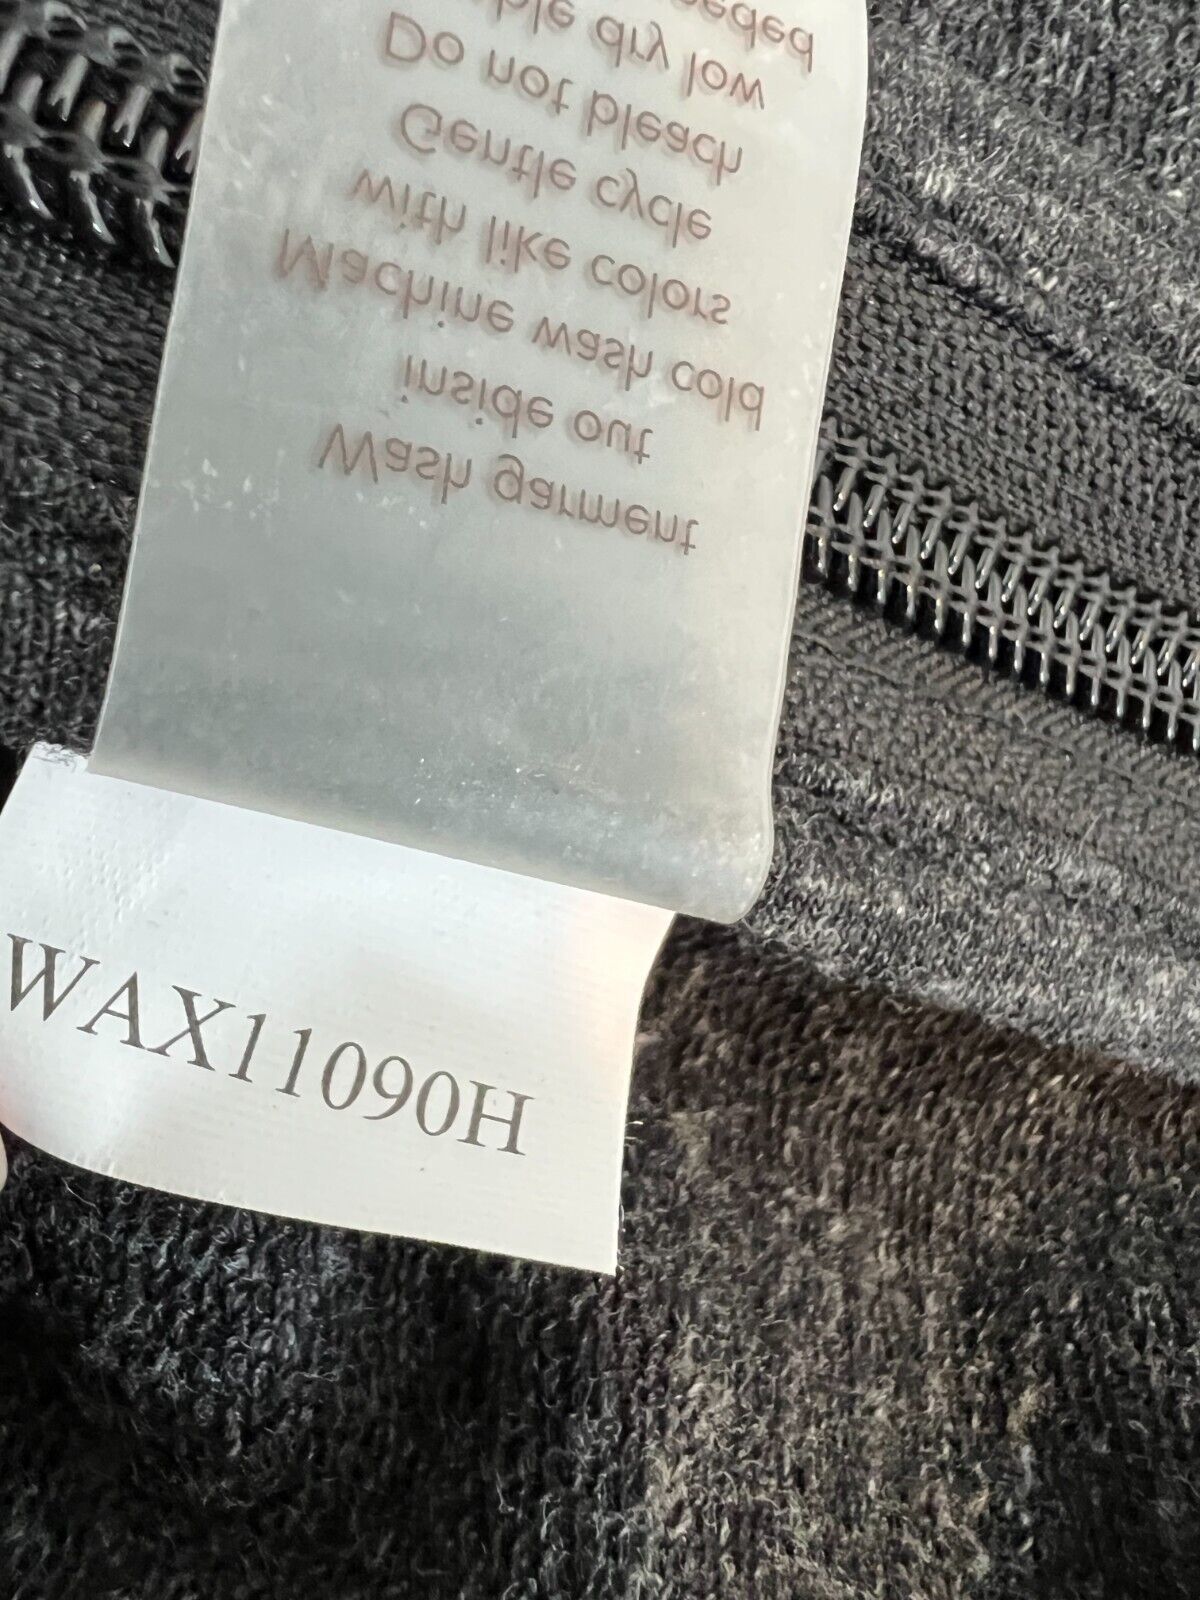 Wash garment
inside out
Machine wash cold
with like colors
Gentle cycle
Do not bleach
dry low
WAX11090H